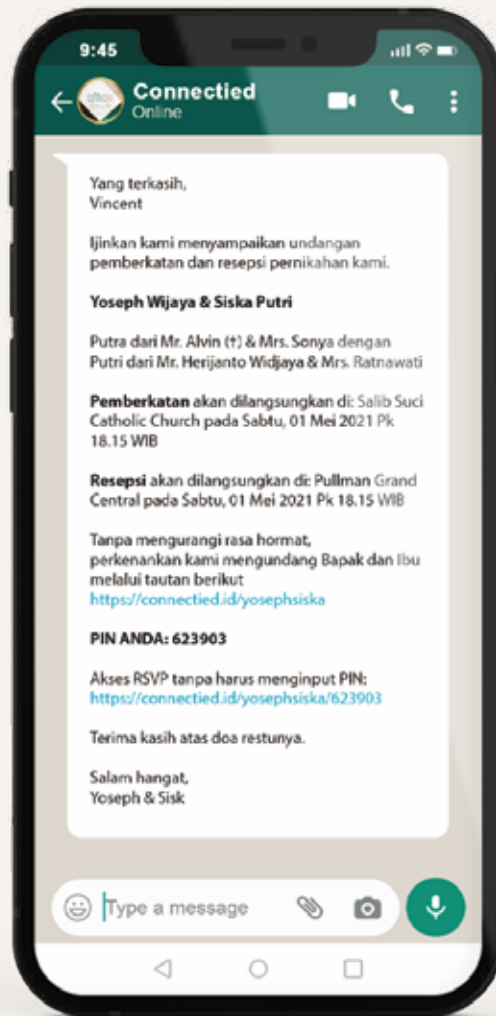 9:45
Connectied
Online
Yang terkasih,
Vincent
Ijinkan kami menyampaikan undangan
pemberkatan dan resepsi pernikahan kami.
Yoseph Wijaya & Siska Putri
Putra dari Mr. Alvin (†) & Mrs. Sonya dengan
Putri dari Mr. Herijanto Widjaya & Mrs. Ratnawati
Pemberkatan akan dilangsungkan di: Salib Suci
Catholic Church pada Sabtu, 01 Mei 2021 Pk
18.15 WIB
Resepsi akan dilangsungkan di: Pullman Grand
Central pada Sabtu, 01 Mei 2021 Pk 18.15 WIB
Tanpa mengurangi rasa hormat,
perkenankan kami mengundang Bapak dan Ibu
melalui tautan berikut
https://connectied.id/yosephsiska
PIN ANDA: 623903
Akses RSVP tanpa harus menginput PIN:
https://connectied.id/yosephsiska/623903
Terima kasih atas doa restunya.
Salam hangat,
Yoseph & Sisk
Type a message